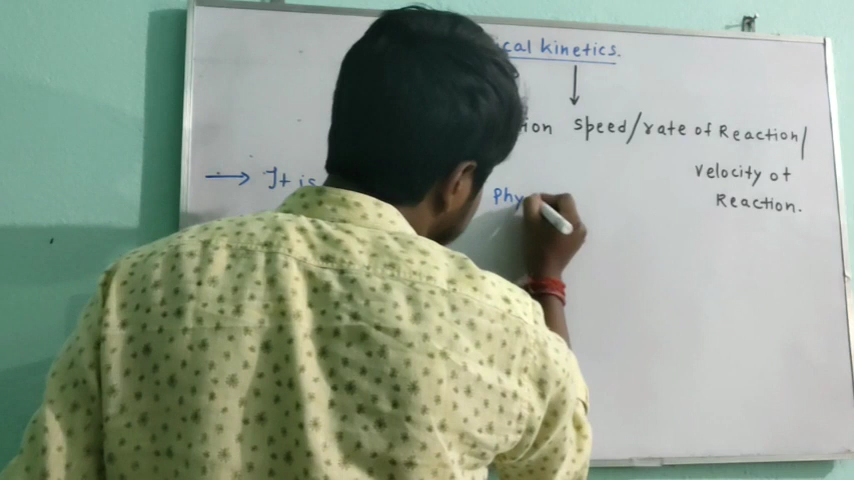 cal kinetics.
ion speed/rate of Reaction/
velocity of
Reaction.
→ It is Phy